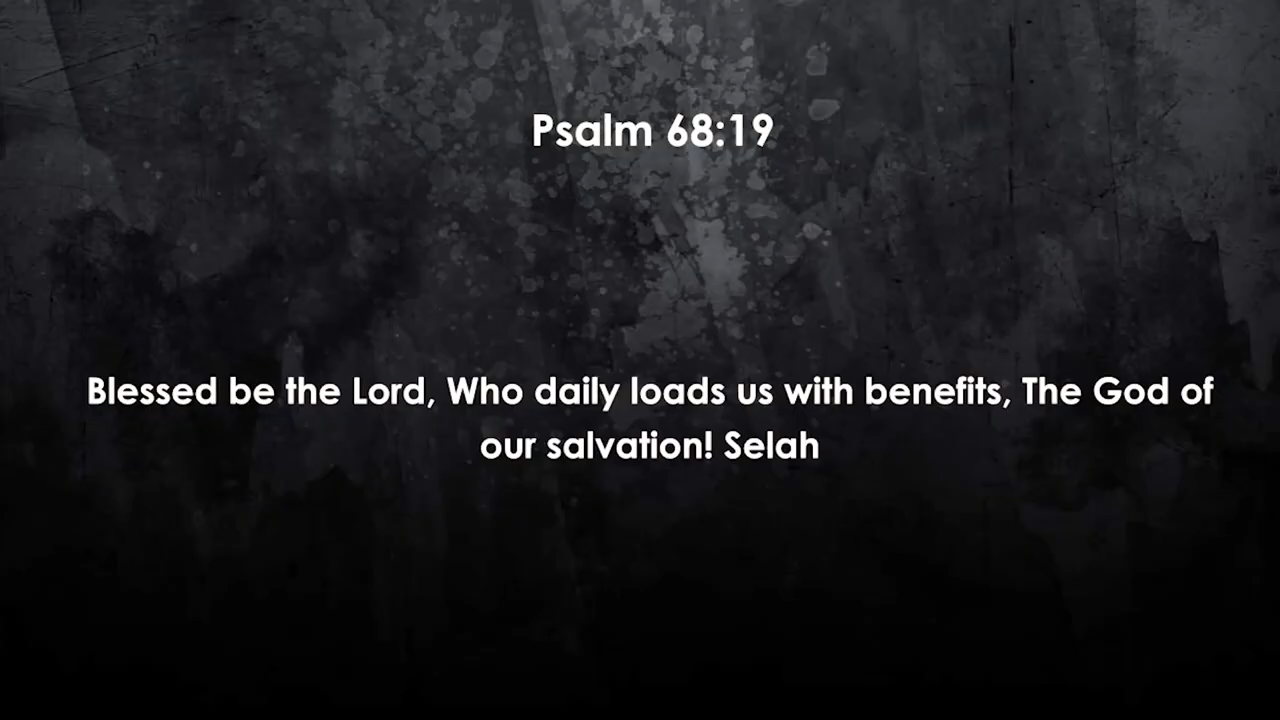 Psalm 68:19
Blessed be the Lord, Who daily loads us with benefits, The God of
our salvation! Selah